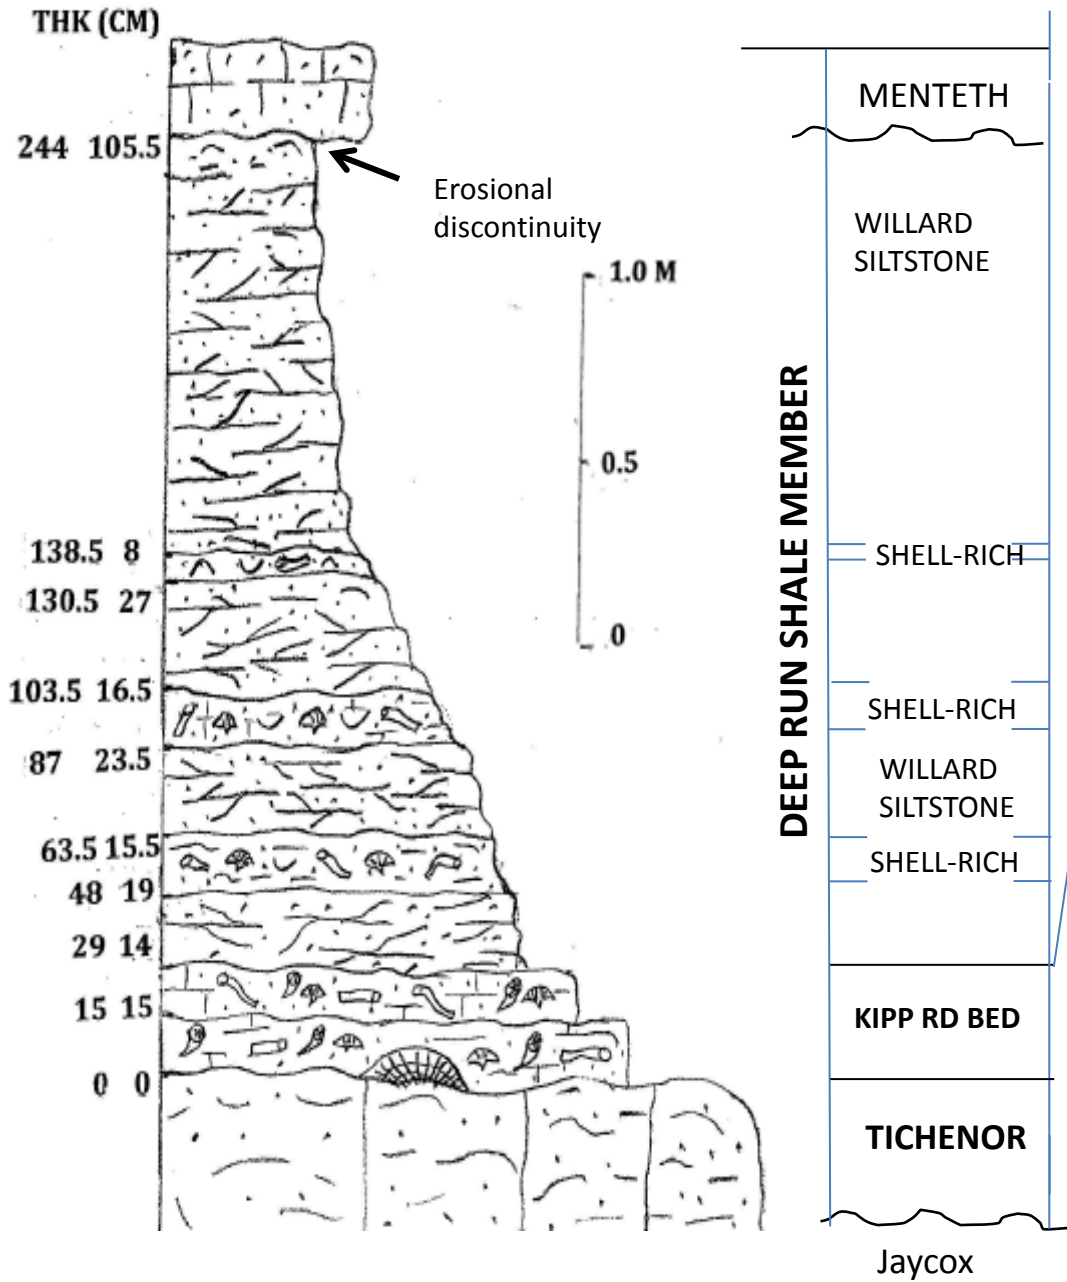 THK (CM)
244 105.5
138.5 8
130.5 27
103.5 16.5
87 23.5
63.5 15.5
48 19
29 14
15 15
0 0
Erosional
discontinuity
1.0 M
0.5
0
DEEP RUN SHALE MEMBER
MENTETH
WILLARD
SILTSTONE
SHELL-RICH
SHELL-RICH
WILLARD
SILTSTONE
SHELL-RICH
KIPP RD BED
TICHENOR
Jaycox